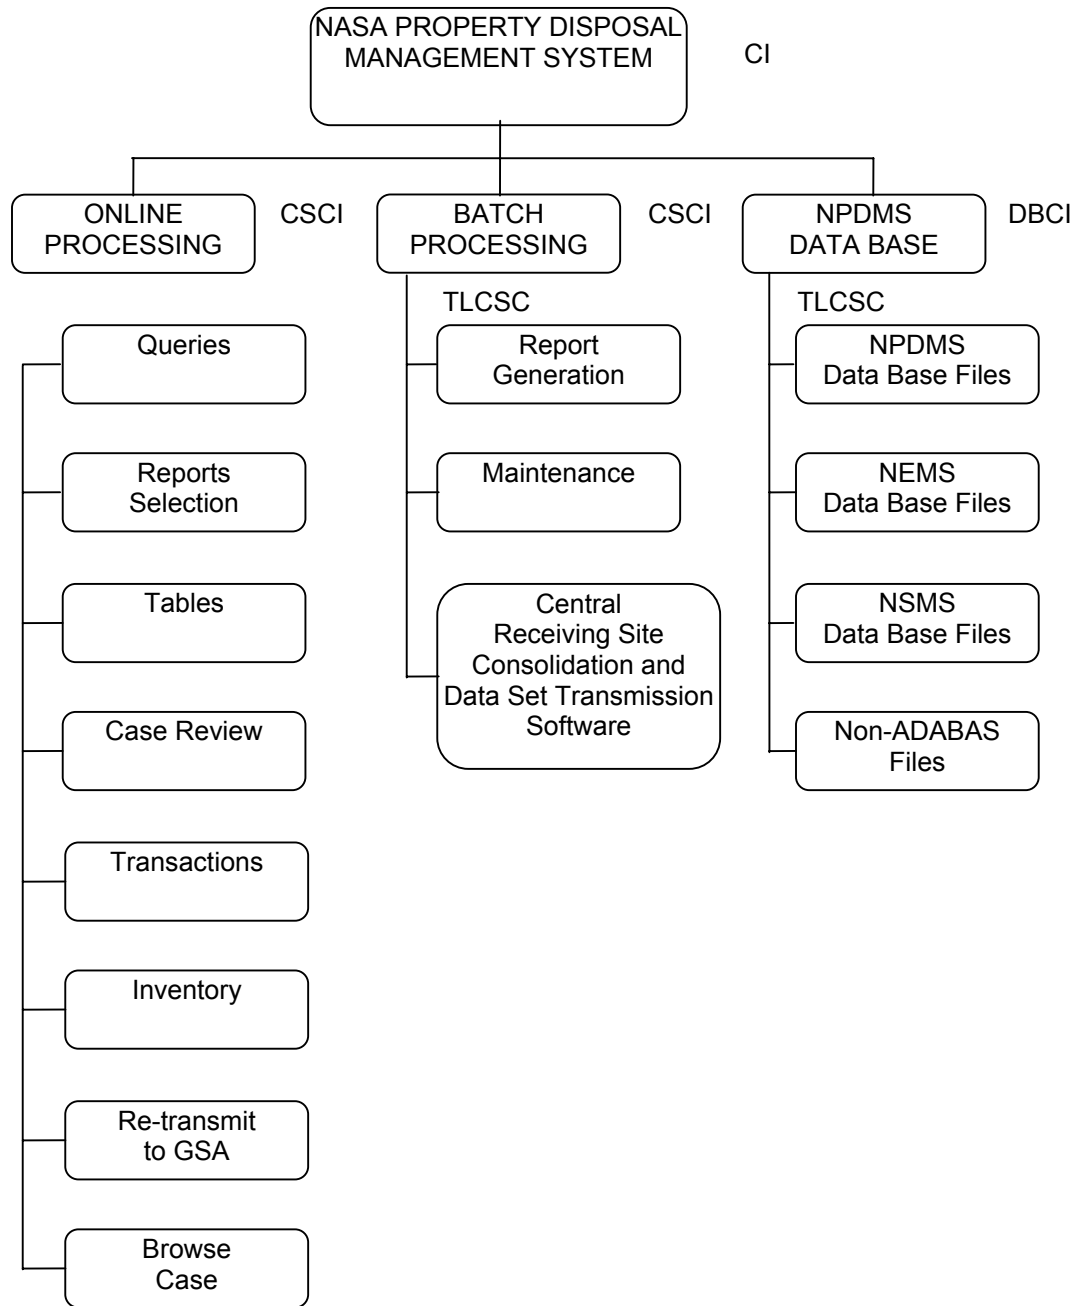 NASA PROPERTY DISPOSAL
MANAGEMENT SYSTEM
CI
ONLINE
PROCESSING
CSCI
BATCH
PROCESSING
CSCI
NPDMS
DATA BASE
DBCI
Queries
Reports
Selection
Tables
Case Review
Transactions
Inventory
Re-transmit
to GSA
Browse
Case
TLCSC
Report
Generation
Maintenance
Central
Receiving Site
Consolidation and
Data Set Transmission
Software
TLCSC
NPDMS
Data Base Files
NEMS
Data Base Files
NSMS
Data Base Files
Non-ADABAS
Files